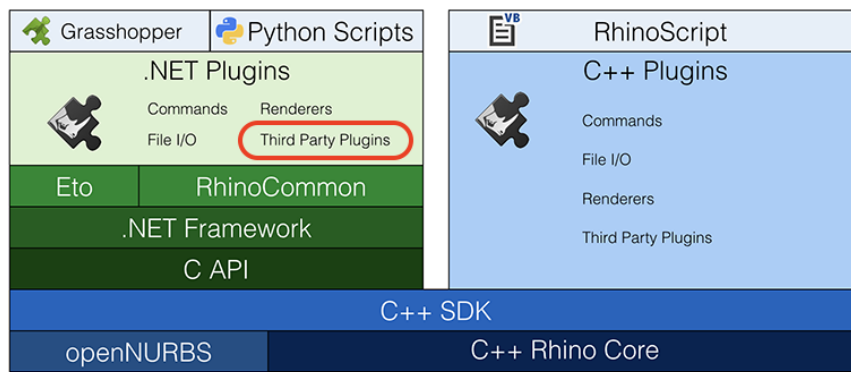 Grasshopper
Python Scripts
.NET Plugins
Commands Renderers
File I/O Third Party Plugins
Eto RhinoCommon
.NET Framework
C API
VB RhinoScript
C++ Plugins
Commands
File I/O
Renderers
Third Party Plugins
C++ SDK
openNURBS C++ Rhino Core